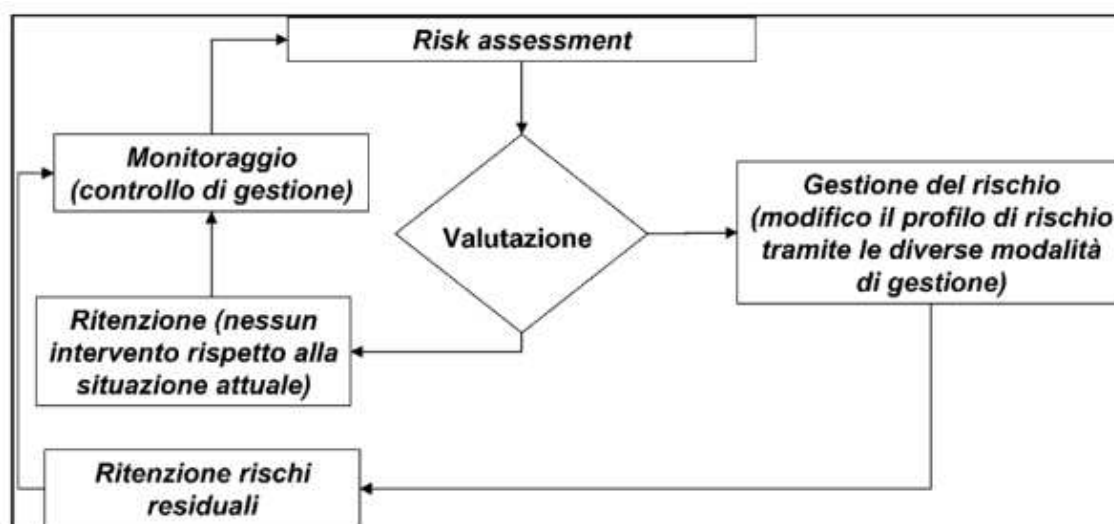 Risk assessment
Monitoraggio
(controllo di gestione)
Valutazione
Gestione del rischio
(modifico il profilo di rischio
tramite le diverse modalità
di gestione)
Ritenzione (nessun
intervento rispetto alla
situazione attuale)
Ritenzione rischi
residuali